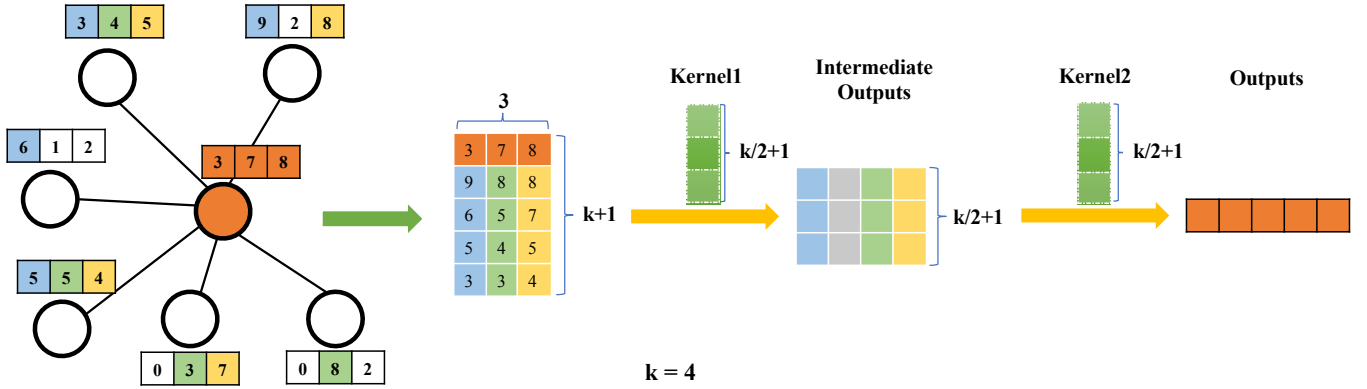 3 4 5
9 2 8
6 1 2
3 7 8
5 5 4
0 3 7
0 8 2
3
3 7 8
9 8 8
6 5 7
5 4 5
3 3 4
k+1
Kernel1
k/2+1
Intermediate
Outputs
k/2+1
Kernel2
k/2+1
Outputs
k = 4